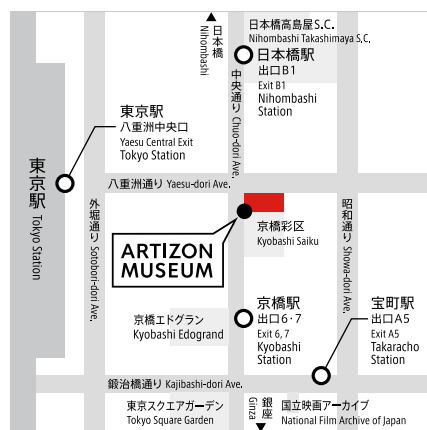 日本橋
Nihombashi
日本橋髙島屋S.C.
Nihombashi Takashimaya S.C.
日本橋駅
出口B1
Exit B1
Nihombashi
Station
中央通り Chuo-dori Ave.
東京駅
八重洲中央口
Yaesu Central Exit
Tokyo Station
東京駅 Tokyo Station
八重洲通り Yaesu-dori Ave.
外堀通り Sotobori-dori Ave.
京橋彩区
Kyobashi Saiku
昭和通り Showa-dori Ave.
ARTIZON
MUSEUM
京橋エドグラン
Kyobashi Edogrand
京橋駅
出口6・7
Exit 6, 7
Kyobashi
Station
宝町駅
出口A5
Exit A5
Takaracho
Station
鍛治橋通り Kajibashi-dori Ave.
東京スクエアガーデン
Tokyo Square Garden
銀座
Ginza
国立映画アーカイブ
National Film Archive of Japan